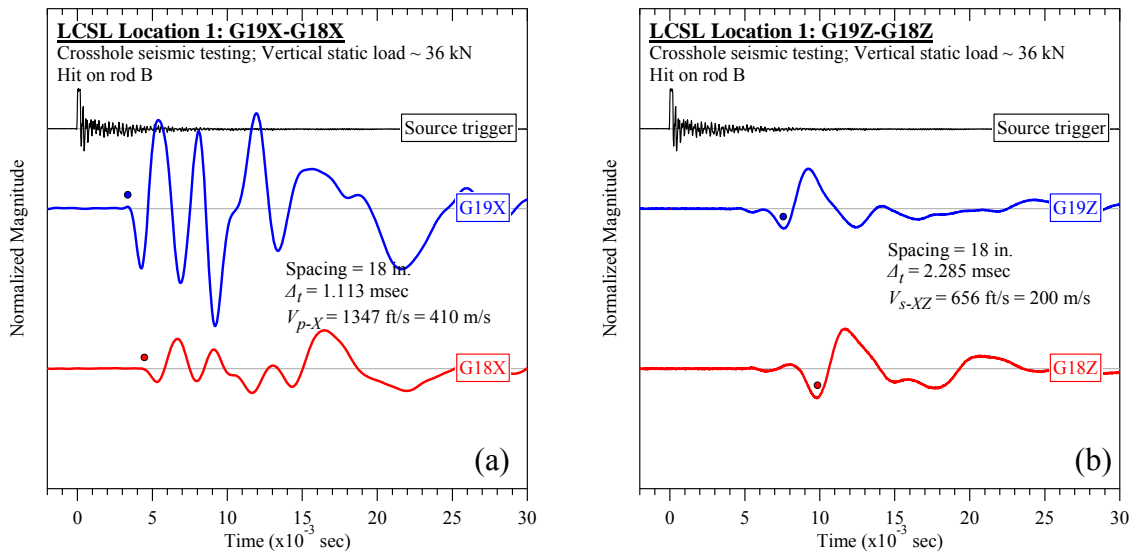 LCSL Location 1: G19X-G18X
Crosshole seismic testing; Vertical static load ~ 36 kN
Hit on rod B
Source trigger
G19X
Spacing = 18 in.
Δt = 1.113 msec
Vp-X = 1347 ft/s = 410 m/s
G18X
(a)
Normalized Magnitude
0 5 10 15 20 25 30
Time (x10-3 sec)
LCSL Location 1: G19Z-G18Z
Crosshole seismic testing; Vertical static load ~ 36 kN
Hit on rod B
Source trigger
G19Z
Spacing = 18 in.
Δt = 2.285 msec
Vs-XZ = 656 ft/s = 200 m/s
G18Z
(b)
Normalized Magnitude
0 5 10 15 20 25 30
Time (x10-3 sec)